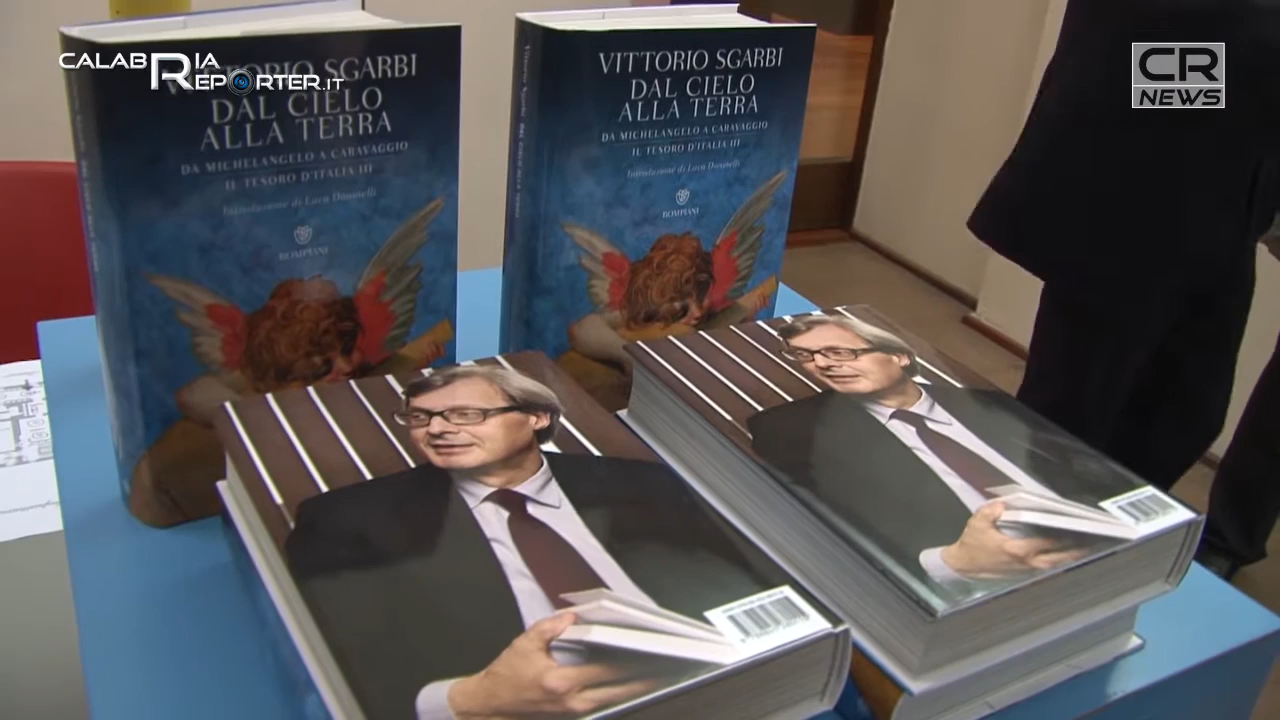 CALABRIA
REPORTER.IT
CR
NEWS
VITTORIO SGARBI
DAL CIELO
ALLA TERRA
DA MICHELANGELO A CARAVAGGIO
IL TESORO D'ITALIA III
Introduzione di Luca Doninelli
BOMPIANI
VITTORIO SGARBI
DAL CIELO
ALLA TERRA
DA MICHELANGELO A CARAVAGGIO
IL TESORO D'ITALIA III
Introduzione di Luca Doninelli
BOMPIANI